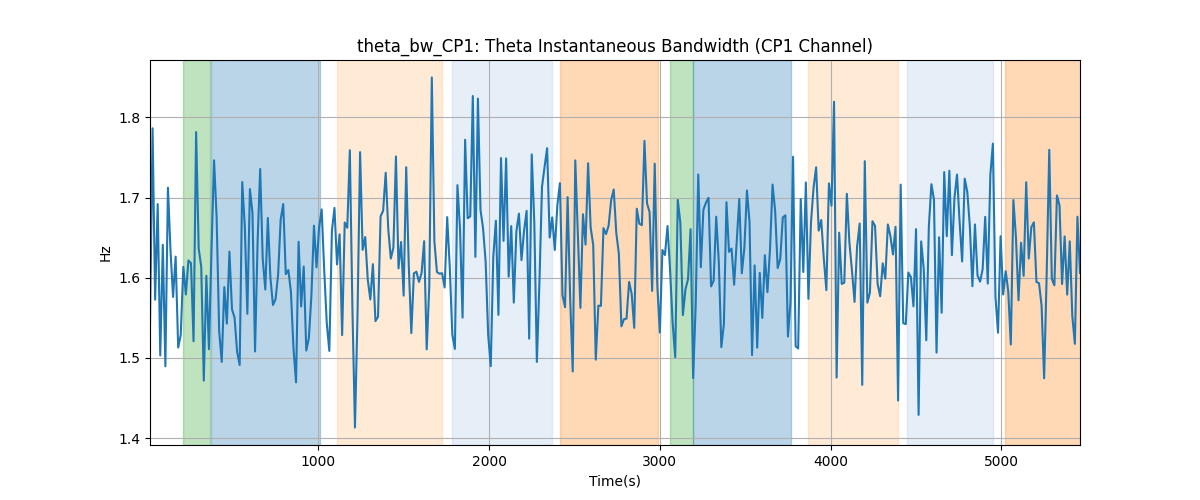 theta_bw_CP1: Theta Instantaneous Bandwidth (CP1 Channel)
Hz
1.8
1.7
1.6
1.5
1.4
1000 2000 3000 4000 5000
Time(s)